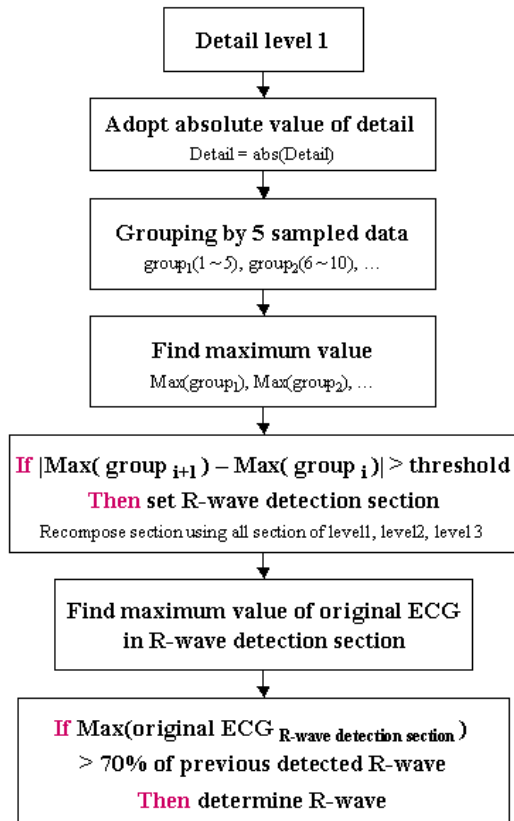 Detail level 1
Adopt absolute value of detail
Detail = abs(Detail)
Grouping by 5 sampled data
group₁(1~5), group₂(6~10), ...
Find maximum value
Max(group₁), Max(group₂), ...
If |Max( group i+1 ) – Max( group i )| > threshold
Then set R-wave detection section
Recompose section using all section of level1, level2, level3
Find maximum value of original ECG
in R-wave detection section
If Max(original ECG R-wave detection section )
> 70% of previous detected R-wave
Then determine R-wave